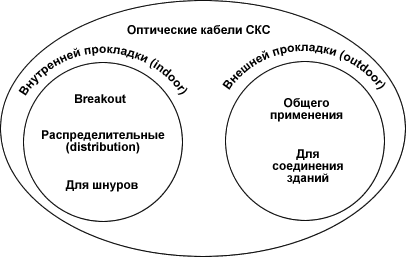 Оптические кабели СКС
Внутренней прокладки (indoor)
Breakout
Распределительные
(distribution)
Для шнуров
Внешней прокладки (outdoor)
Общего
применения
Для
соединения
зданий